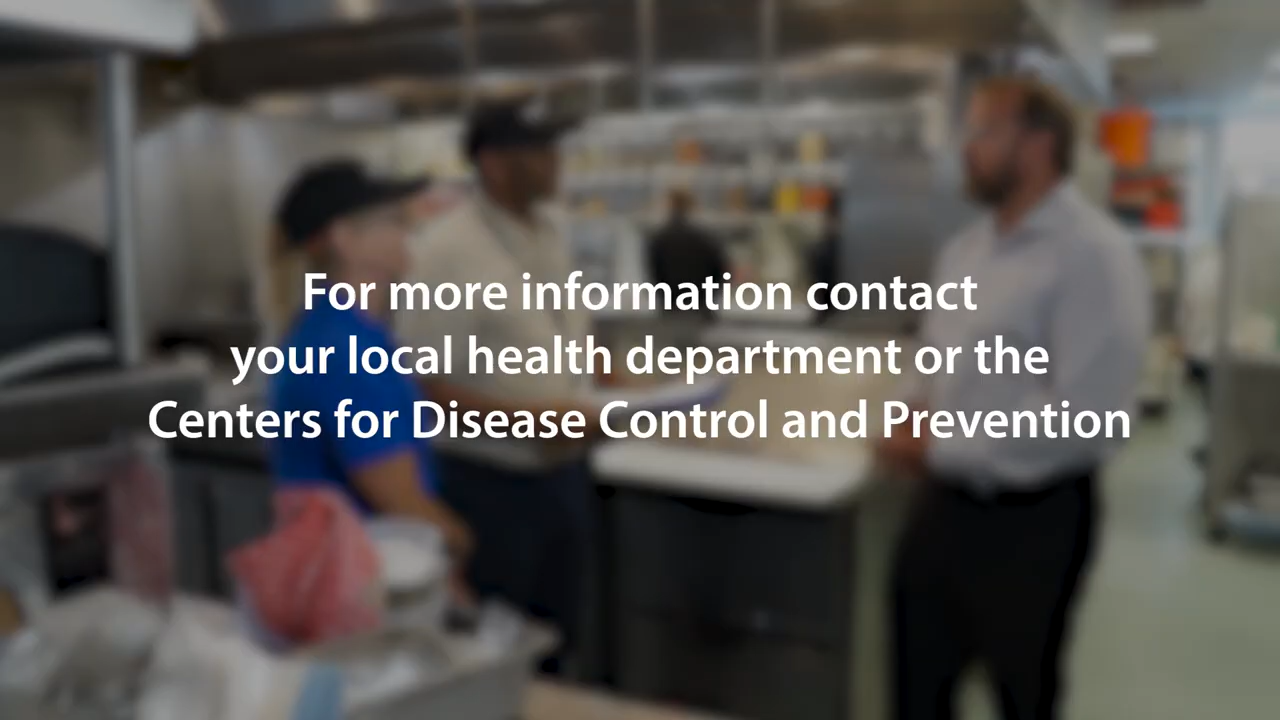 For more information contact
your local health department or the
Centers for Disease Control and Prevention